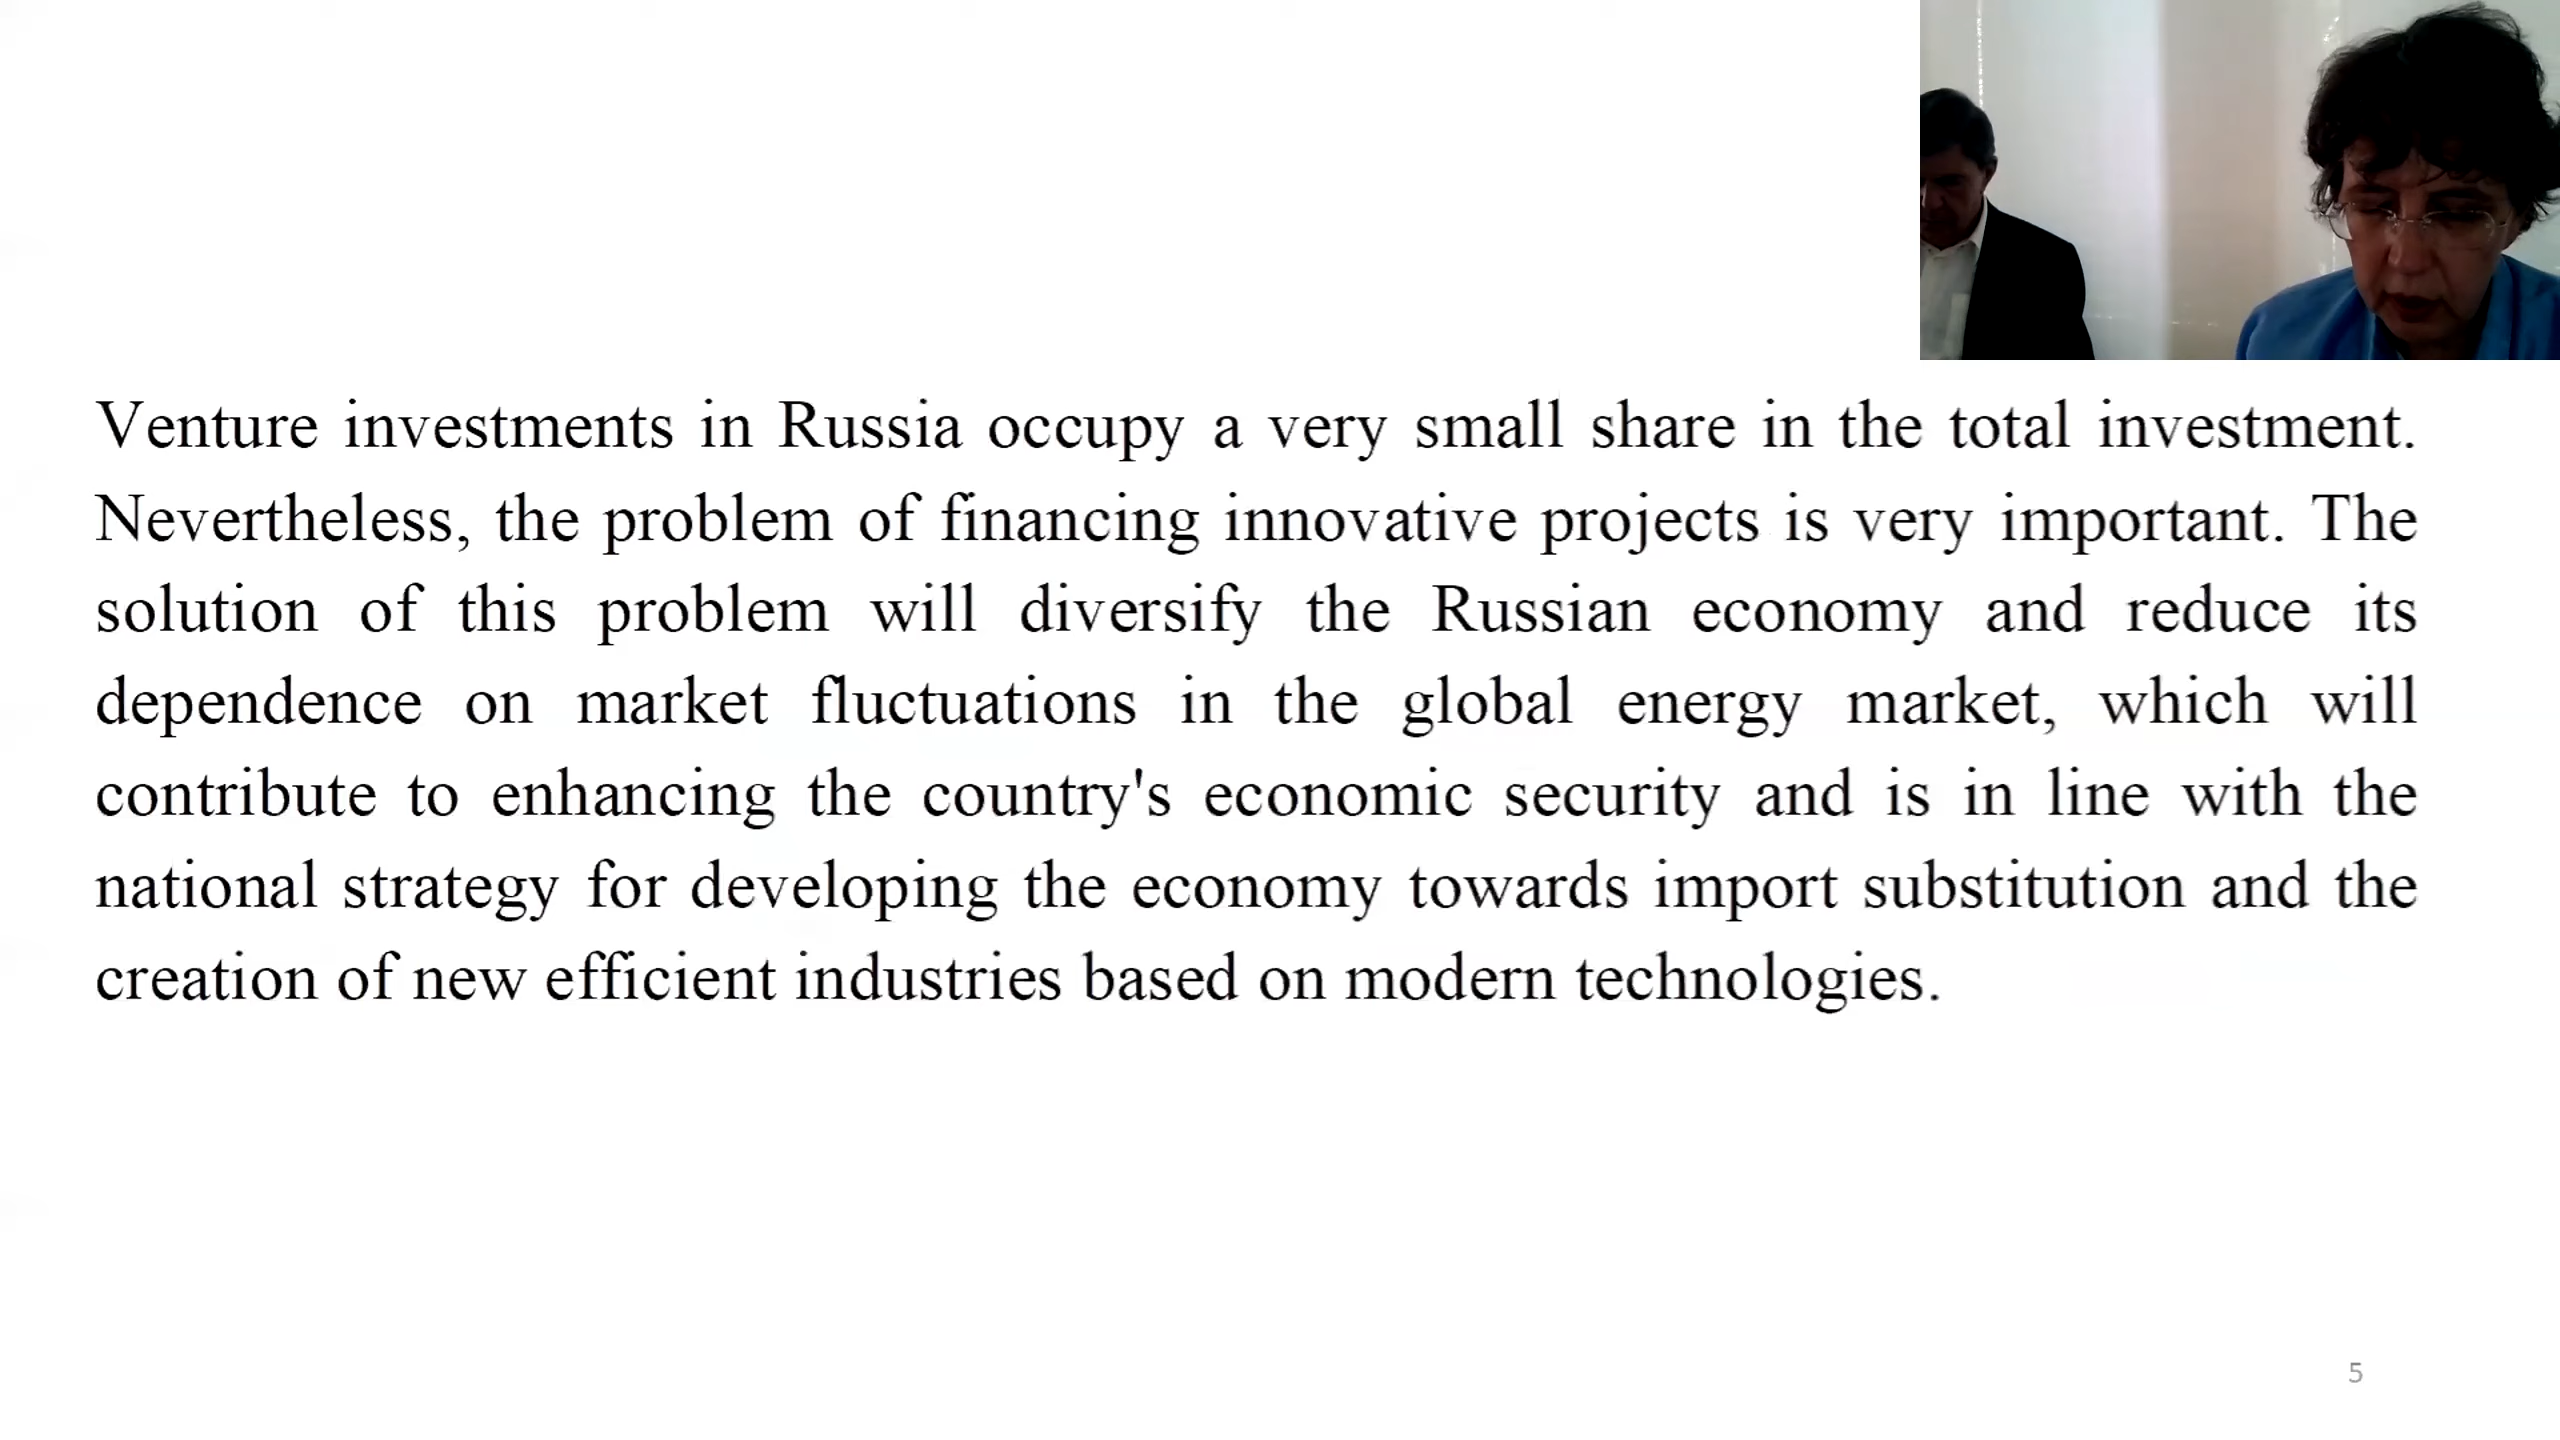 Venture investments in Russia occupy a very small share in the total investment.
Nevertheless, the problem of financing innovative projects is very important. The
solution of this problem will diversify the Russian economy and reduce its
dependence on market fluctuations in the global energy market, which will
contribute to enhancing the country's economic security and is in line with the
national strategy for developing the economy towards import substitution and the
creation of new efficient industries based on modern technologies.
5